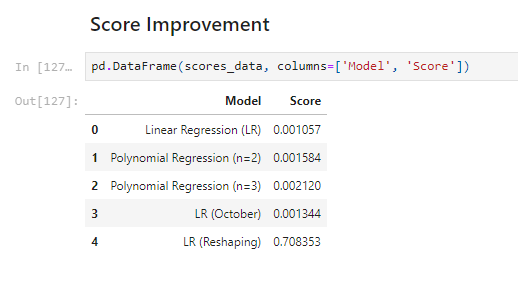 Score Improvement
In [127... pd.DataFrame(scores_data, columns=['Model', 'Score'])
Out[127]:
Model Score
0 Linear Regression (LR) 0.001057
1 Polynomial Regression (n=2) 0.001584
2 Polynomial Regression (n=3) 0.002120
3 LR (October) 0.001344
4 LR (Reshaping) 0.708353